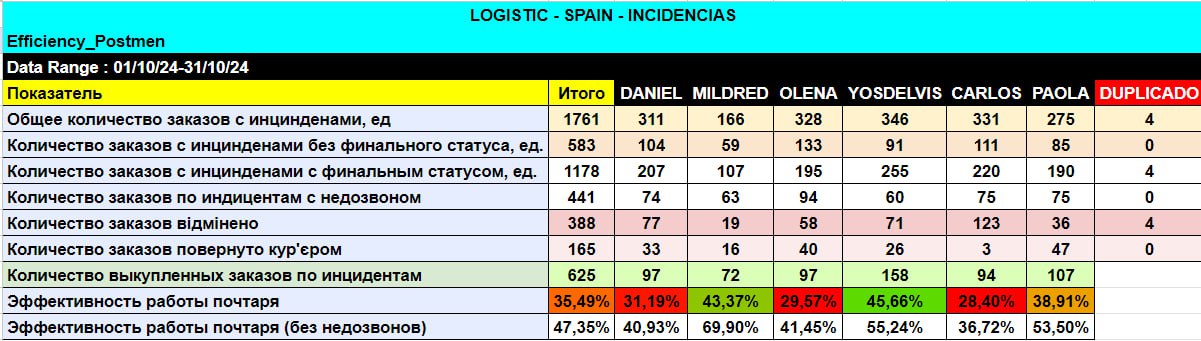 LOGISTIC - SPAIN - INCIDENCIAS
Efficiency_Postmen
Data Range : 01/10/24-31/10/24
Показатель Итого DANIEL MILDRED OLENA YOSDELVIS CARLOS PAOLA DUPLICADO
Общее количество заказов с инцинденами, ед 1761 311 166 328 346 331 275 4
Количество заказов с инцинденами без финального статуса, ед. 583 104 59 133 91 111 85 0
Количество заказов с инцинденами с финальным статусом, ед. 1178 207 107 195 255 220 190 4
Количество заказов по индицентам с недозвоном 441 74 63 94 60 75 75 0
Количество заказов відмінено 388 77 19 58 71 123 36 4
Количество заказов повернуто кур'єром 165 33 16 40 26 3 47 0
Количество выкупленных заказов по инцидентам 625 97 72 97 158 94 107
Эффективность работы почтаря 35,49% 31,19% 43,37% 29,57% 45,66% 28,40% 38,91%
Эффективность работы почтаря (без недозвонов) 47,35% 40,93% 69,90% 41,45% 55,24% 36,72% 53,50%